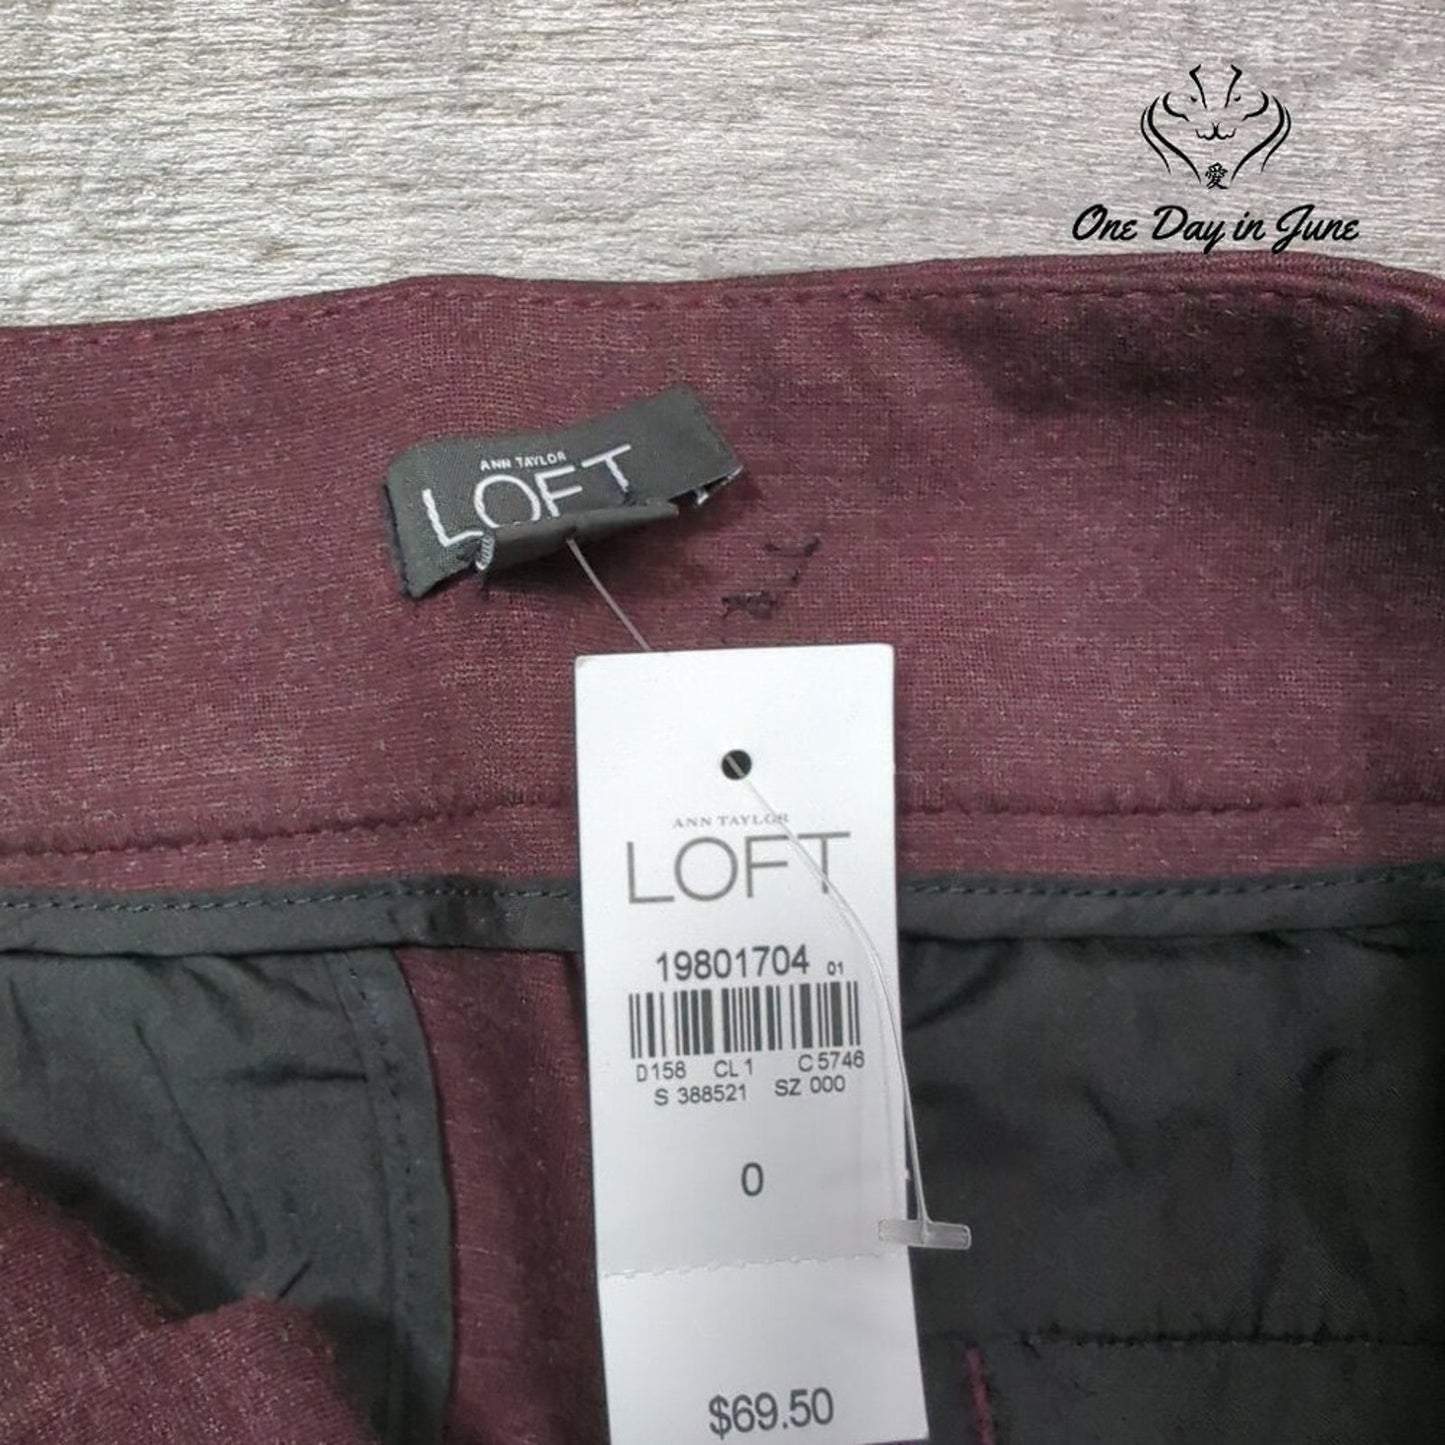 愛
One Day in June
ANN TAYLOR
LOFT
ANN TAYLOR
LOFT
19801704 01
D158 CL 1 C 5746
S 388521 SZ 000
0
$69.50